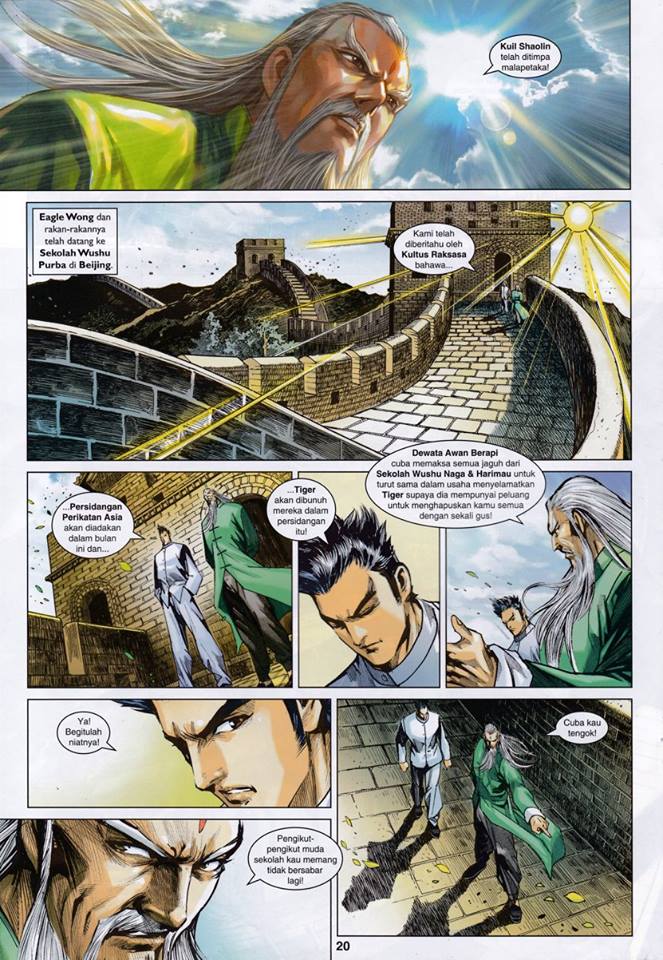 Kuil Shaolin
telah ditimpa
malapetaka!
Eagle Wong dan
rakan-rakannya
telah datang ke
Sekolah Wushu
Purba di Beijing.
Kami telah
diberitahu oleh
Kultus Raksasa
bahawa...
...Persidangan
Perikatan Asia
akan diadakan
dalam bulan
ini dan...
...Tiger
akan dibunuh
mereka dalam
persidangan
itu!
Dewata Awan Berapi
cuba memaksa semua jaguh dari
Sekolah Wushu Naga & Harimau untuk
turut sama dalam usaha menyelamatkan
Tiger supaya dia mempunyai peluang
untuk menghapuskan kamu semua
dengan sekali gus!
Ya!
Begitulah
niatnya!
Cuba kau
tengok!
Pengikut-
pengikut muda
sekolah kau memang
tidak bersabar
lagi!
20